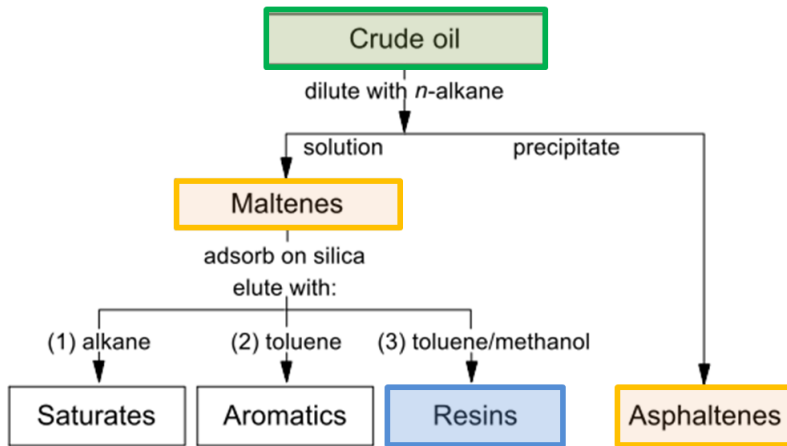 Crude oil
dilute with n-alkane
solution
precipitate
Maltenes
adsorb on silica
elute with:
(1) alkane
(2) toluene
(3) toluene/methanol
Saturates
Aromatics
Resins
Asphaltenes